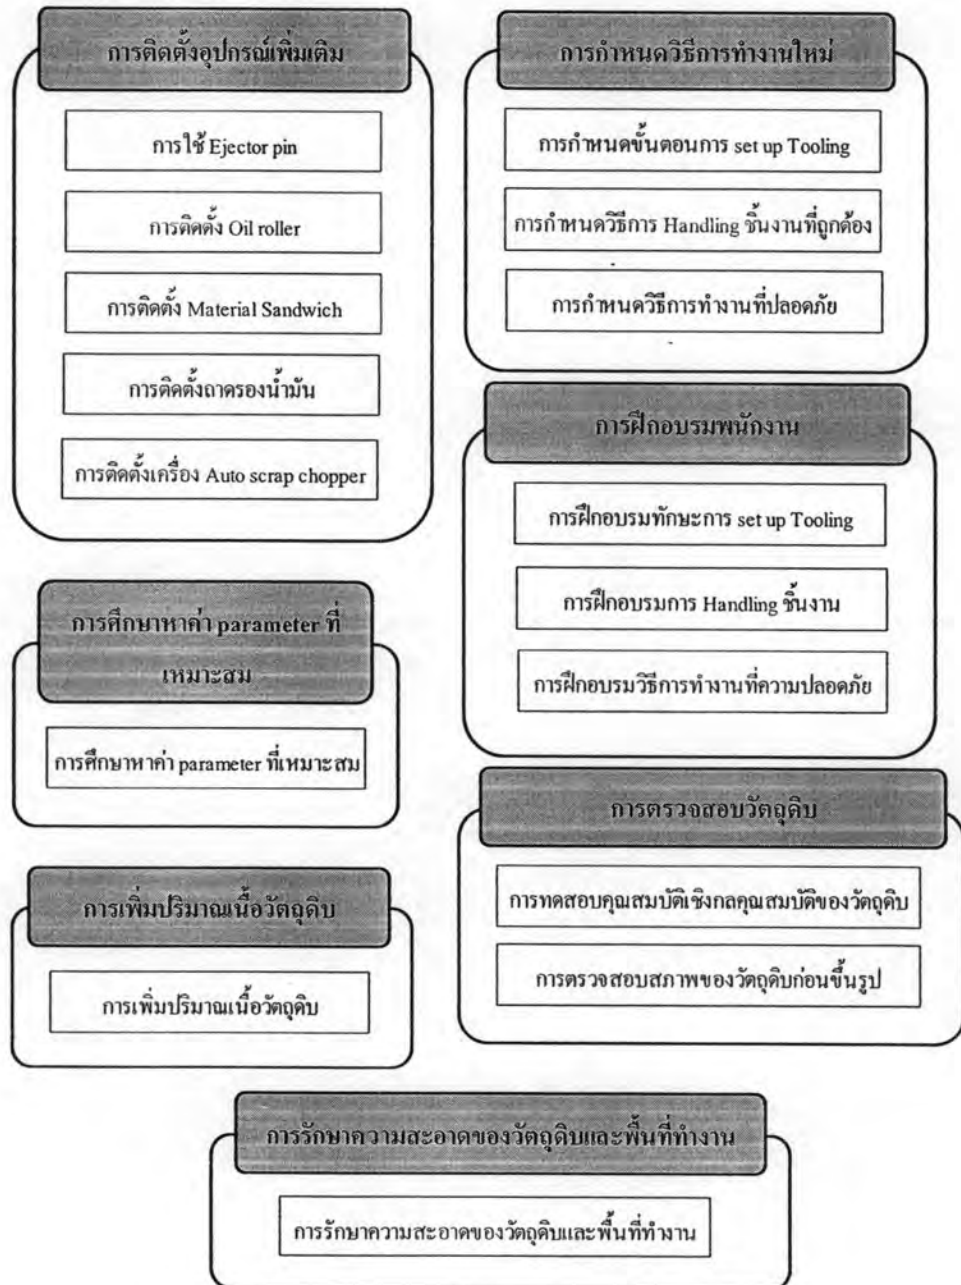 การติดตั้งอุปกรณ์เพิ่มเติม
การใช้ Ejector pin
การติดตั้ง Oil roller
การติดตั้ง Material Sandwich
การติดตั้งถาดรองน้ำมัน
การติดตั้งเครื่อง Auto scrap chopper
การกำหนดวิธีการทำงานใหม่
การกำหนดขั้นตอนการ set up Tooling
การกำหนดวิธีการ Handling ชิ้นงานที่ถูกต้อง
การกำหนดวิธีการทำงานที่ปลอดภัย
การฝึกอบรมพนักงาน
การฝึกอบรมทักษะการ set up Tooling
การฝึกอบรมการ Handling ชิ้นงาน
การฝึกอบรมวิธีการทำงานที่ความปลอดภัย
การศึกษาหาค่า parameter ที่
เหมาะสม
การศึกษาหาค่า parameter ที่เหมาะสม
การตรวจสอบวัตถุดิบ
การทดสอบคุณสมบัติเชิงกลคุณสมบัติของวัตถุดิบ
การตรวจสอบสภาพของวัตถุดิบก่อนขึ้นรูป
การเพิ่มปริมาณเนื้อวัตถุดิบ
การเพิ่มปริมาณเนื้อวัตถุดิบ
การรักษาความสะอาดของวัตถุดิบและพื้นที่ทำงาน
การรักษาความสะอาดของวัตถุดิบและพื้นที่ทำงาน